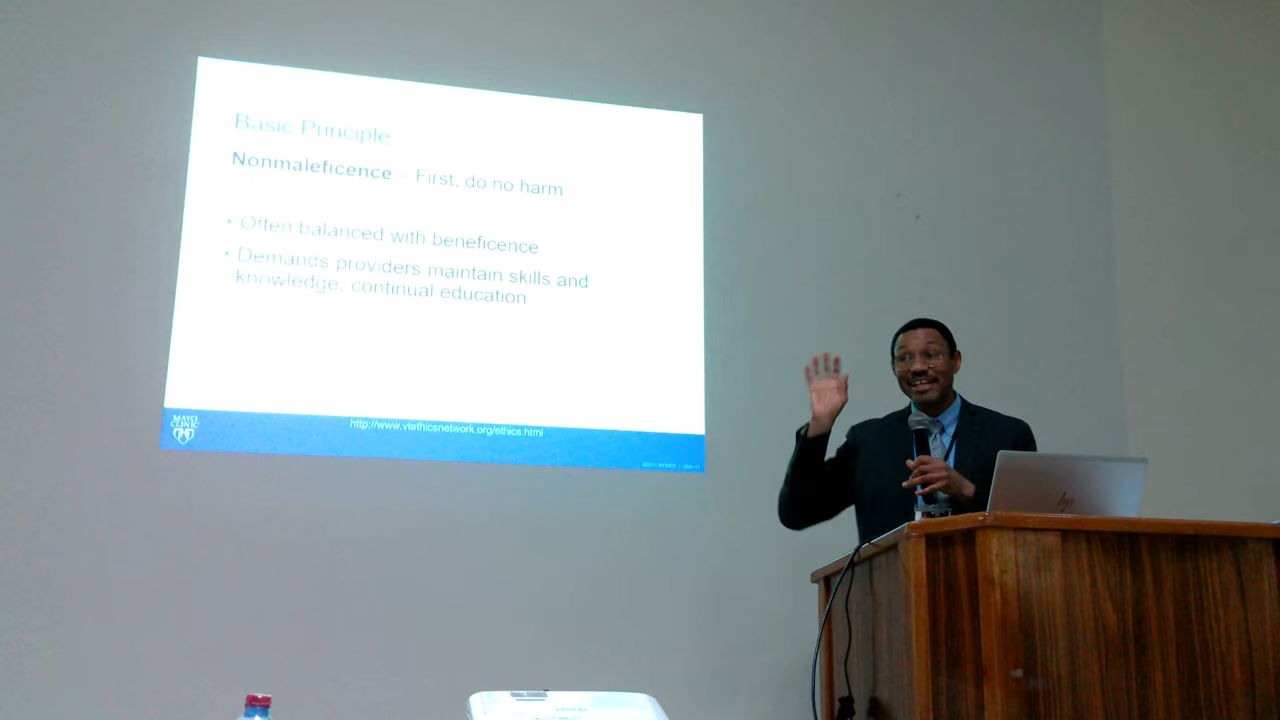 Basic Principle
Nonmaleficence – First, do no harm
• Often balanced with beneficence
• Demands providers maintain skills and
knowledge, continual education
MAYO
CLINIC
http://www.vtethicsnetwork.org/ethics.html
hp